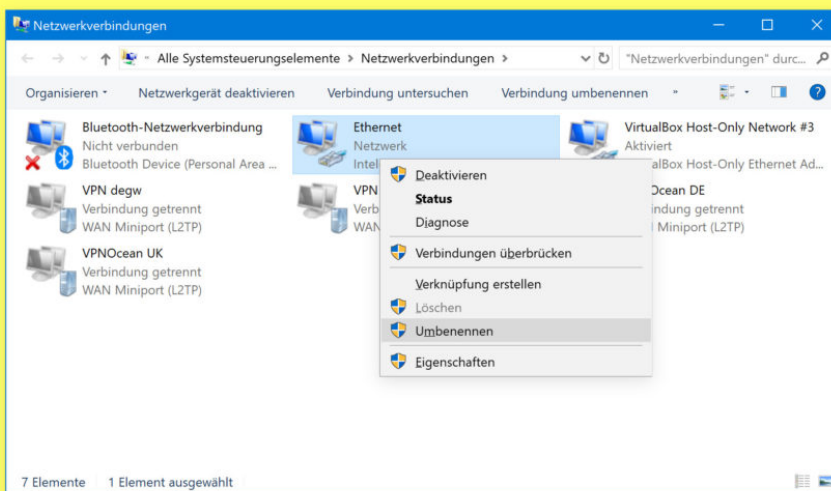 Netzwerkverbindungen
Alle Systemsteuerungselemente > Netzwerkverbindungen > "Netzwerkverbindungen" durc...
Organisieren Netzwerkgerät deaktivieren Verbindung untersuchen Verbindung umbenennen »
Bluetooth-Netzwerkverbindung
Nicht verbunden
Bluetooth Device (Personal Area ...
Ethernet
Netzwerk
Intel
VirtualBox Host-Only Network #3
Aktiviert
alBox Host-Only Ethernet Ad...
VPN degw
Verbindung getrennt
WAN Miniport (L2TP)
VPN
Verb
WAN
Ocean DE
indung getrennt
Miniport (L2TP)
VPNOcean UK
Verbindung getrennt
WAN Miniport (L2TP)
Deaktivieren
Status
Diagnose
Verbindungen überbrücken
Verknüpfung erstellen
Löschen
Umbenennen
Eigenschaften
7 Elemente 1 Element ausgewählt